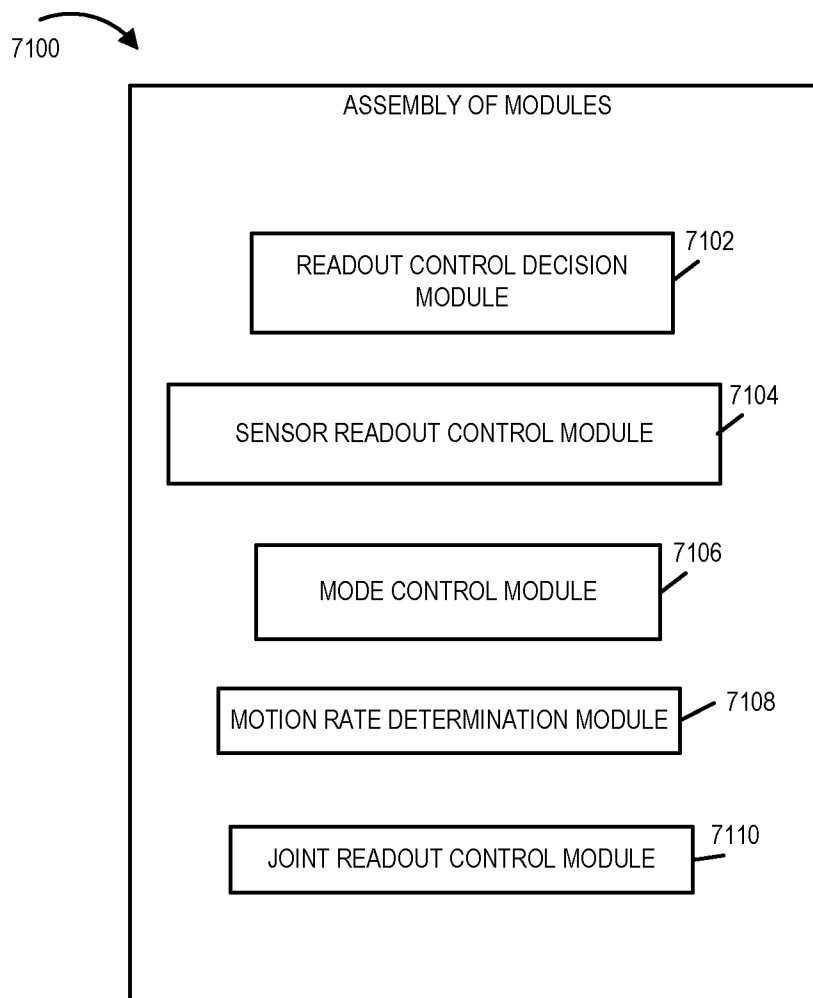 7100
ASSEMBLY OF MODULES
7102
READOUT CONTROL DECISION
MODULE
7104
SENSOR READOUT CONTROL MODULE
7106
MODE CONTROL MODULE
7108
MOTION RATE DETERMINATION MODULE
7110
JOINT READOUT CONTROL MODULE